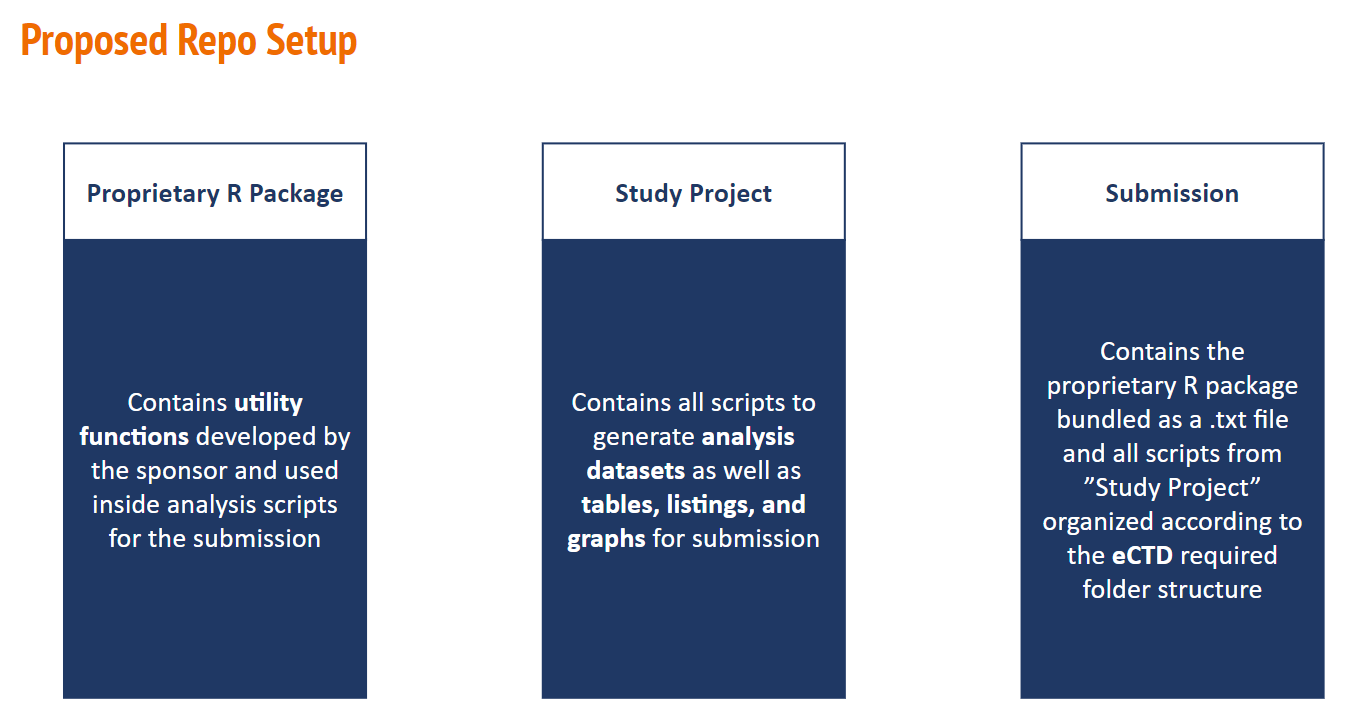 Proposed Repo Setup
Proprietary R Package
Contains utility
functions developed by
the sponsor and used
inside analysis scripts
for the submission
Study Project
Contains all scripts to
generate analysis
datasets as well as
tables, listings, and
graphs for submission
Submission
Contains the
proprietary R package
bundled as a .txt file
and all scripts from
”Study Project”
organized according to
the eCTD required
folder structure